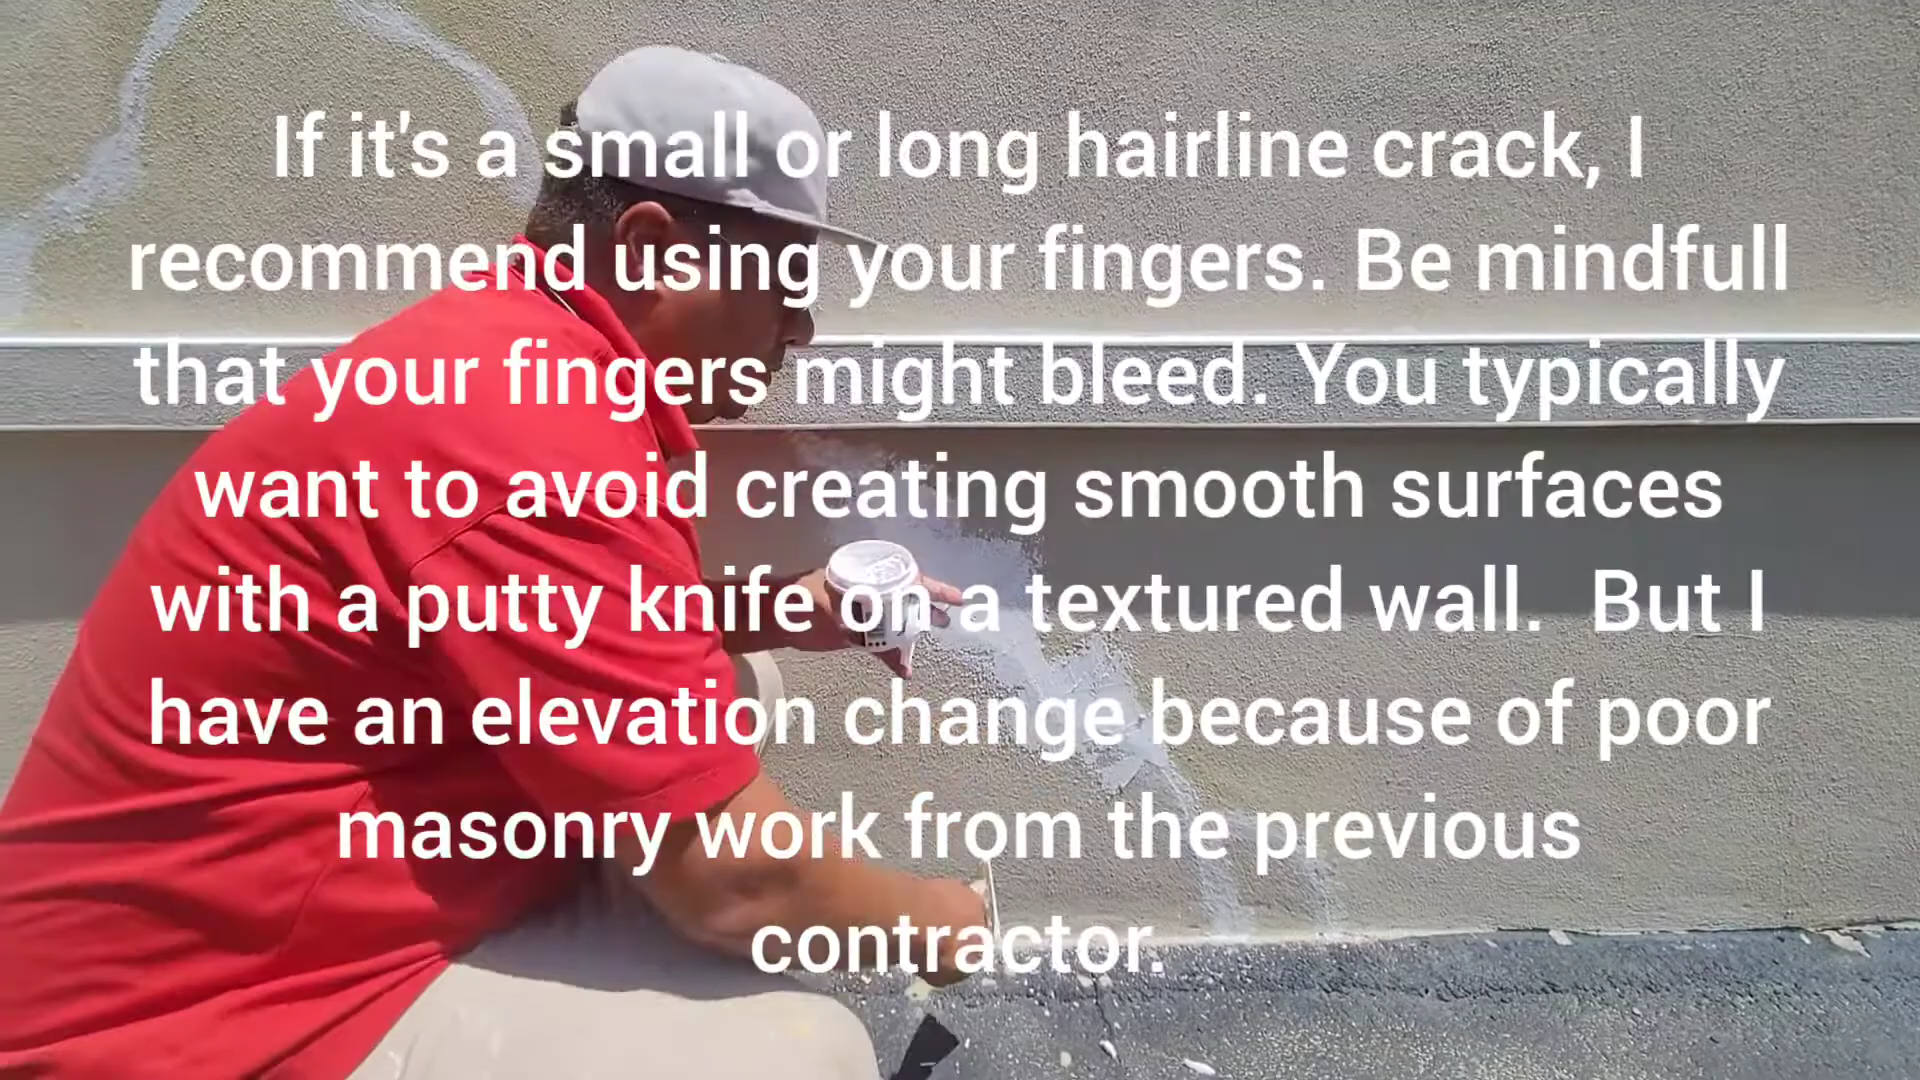 If it's a small or long hairline crack, I
recommend using your fingers. Be mindfull
that your fingers might bleed. You typically
want to avoid creating smooth surfaces
with a putty knife on a textured wall. But I
have an elevation change because of poor
masonry work from the previous
contractor.